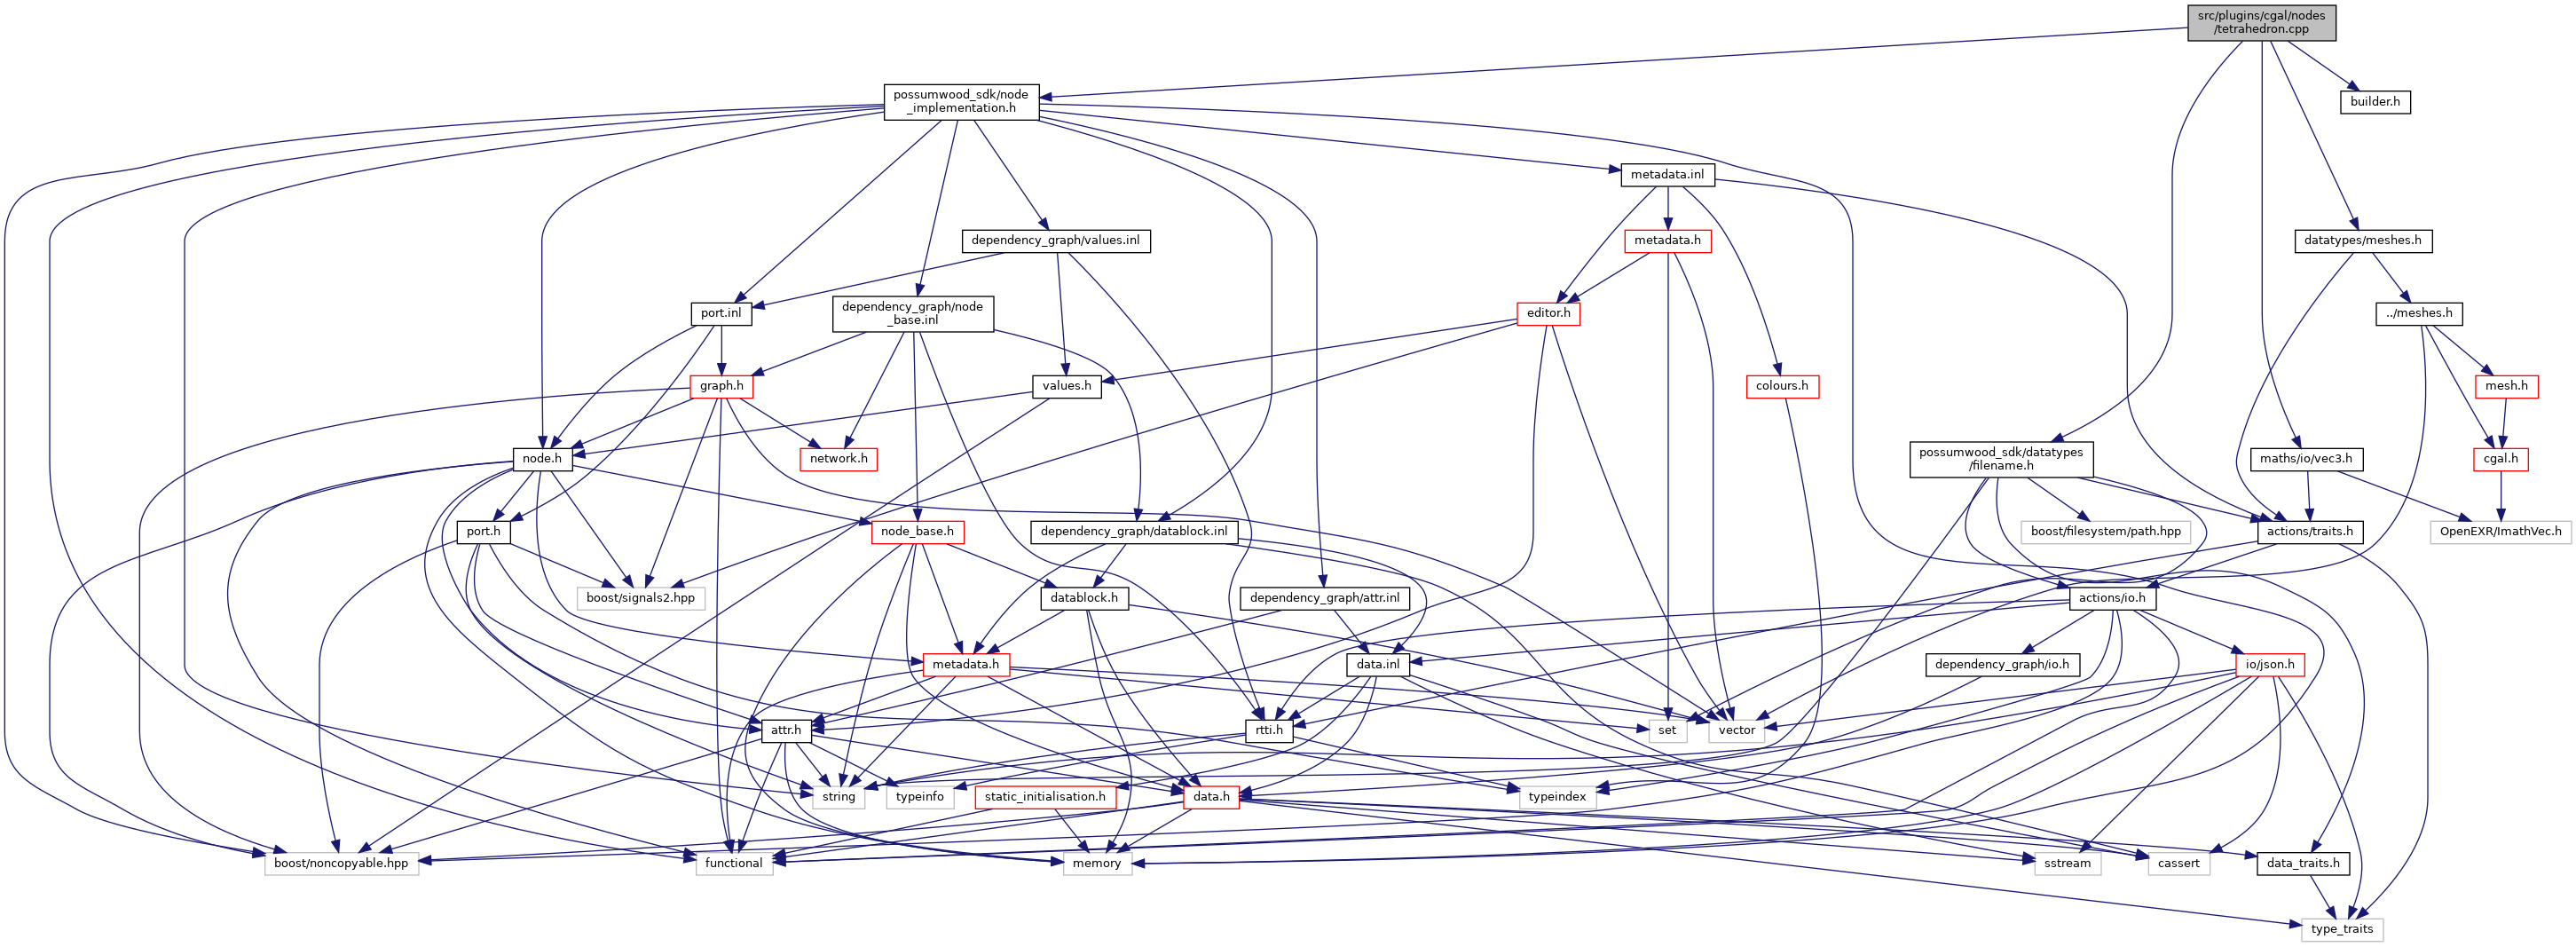 src/plugins/cgal/nodes
/tetrahedron.cpp
possumwood_sdk/node
_implementation.h
builder.h
metadata.inl
dependency_graph/values.inl
metadata.h
datatypes/meshes.h
port.inl
dependency_graph/node
_base.inl
editor.h
../meshes.h
graph.h
values.h
colours.h
mesh.h
node.h
network.h
possumwood_sdk/datatypes
/filename.h
maths/io/vec3.h
cgal.h
port.h
node_base.h
dependency_graph/datablock.inl
boost/filesystem/path.hpp
actions/traits.h
OpenEXR/ImathVec.h
boost/signals2.hpp
datablock.h
dependency_graph/attr.inl
actions/io.h
metadata.h
data.inl
dependency_graph/io.h
io/json.h
attr.h
rtti.h
set
vector
string
typeinfo
static_initialisation.h
data.h
typeindex
boost/noncopyable.hpp
functional
memory
sstream
cassert
data_traits.h
type_traits